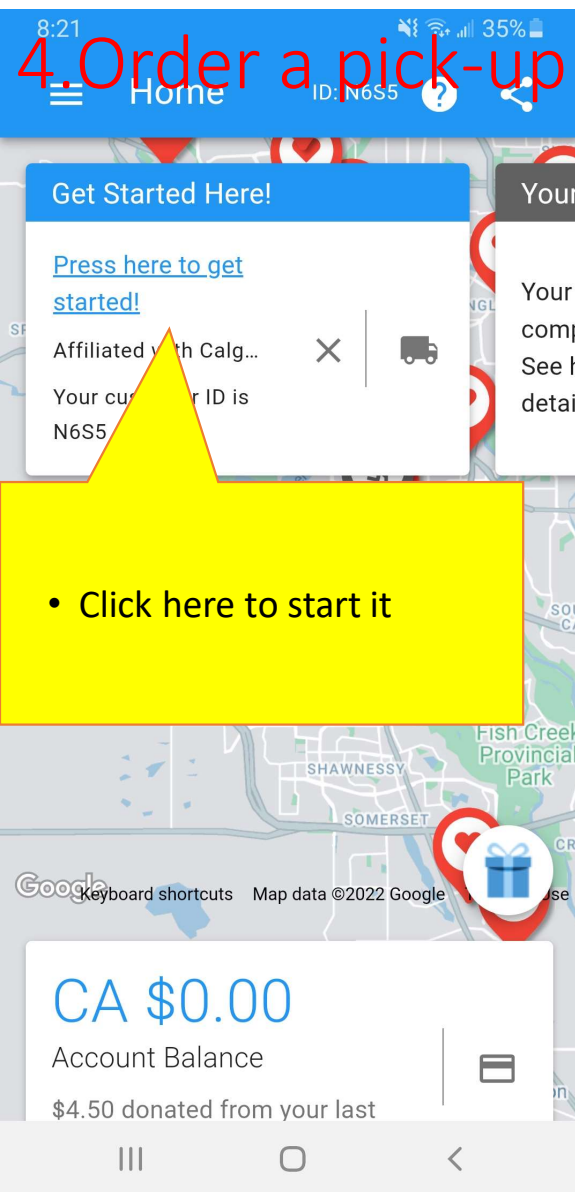 8:21 35%
4.Order a pick-up
Home ID: N6S5 ?
Get Started Here!
Your
Press here to get
started!
Affiliated with Calg...
Your ID is
N6S5
Your
comp
See h
detai
• Click here to start it
Fish Creek
Provincial
Park
SHAWNESSY
SOMERSET
CR
Google
Keyboard shortcuts Map data ©2022 Google
CA $0.00
Account Balance
$4.50 donated from your last